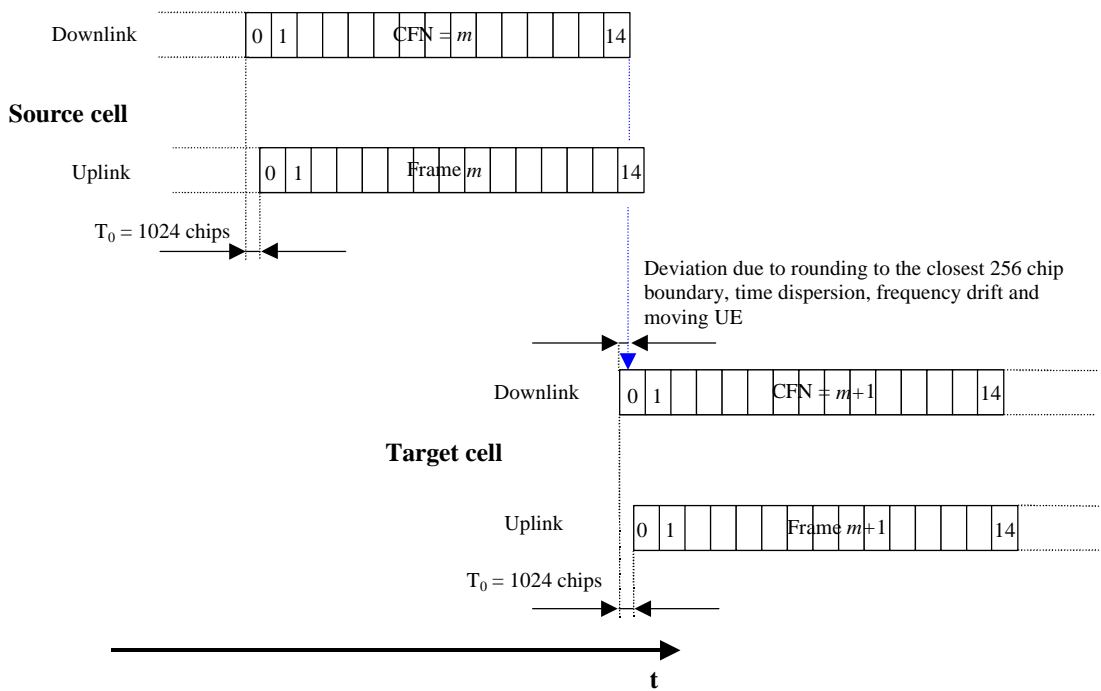 Downlink
0 1 CFN = m 14
Source cell
Uplink
0 1 Frame m 14
T0 = 1024 chips
Deviation due to rounding to the closest 256 chip
boundary, time dispersion, frequency drift and
moving UE
Downlink
0 1 CFN = m+1 14
Target cell
Uplink
0 1 Frame m+1 14
T0 = 1024 chips
t